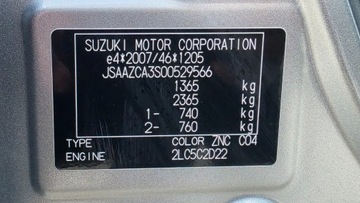 SUZUKI MOTOR CORPORATION
e4*2007/46*1205
JSAAZCA3S00529566
1365 kg
2365 kg
1- 740 kg
2- 760 kg
TYPE COLOR ZNC C04
ENGINE 2LC5C2D22